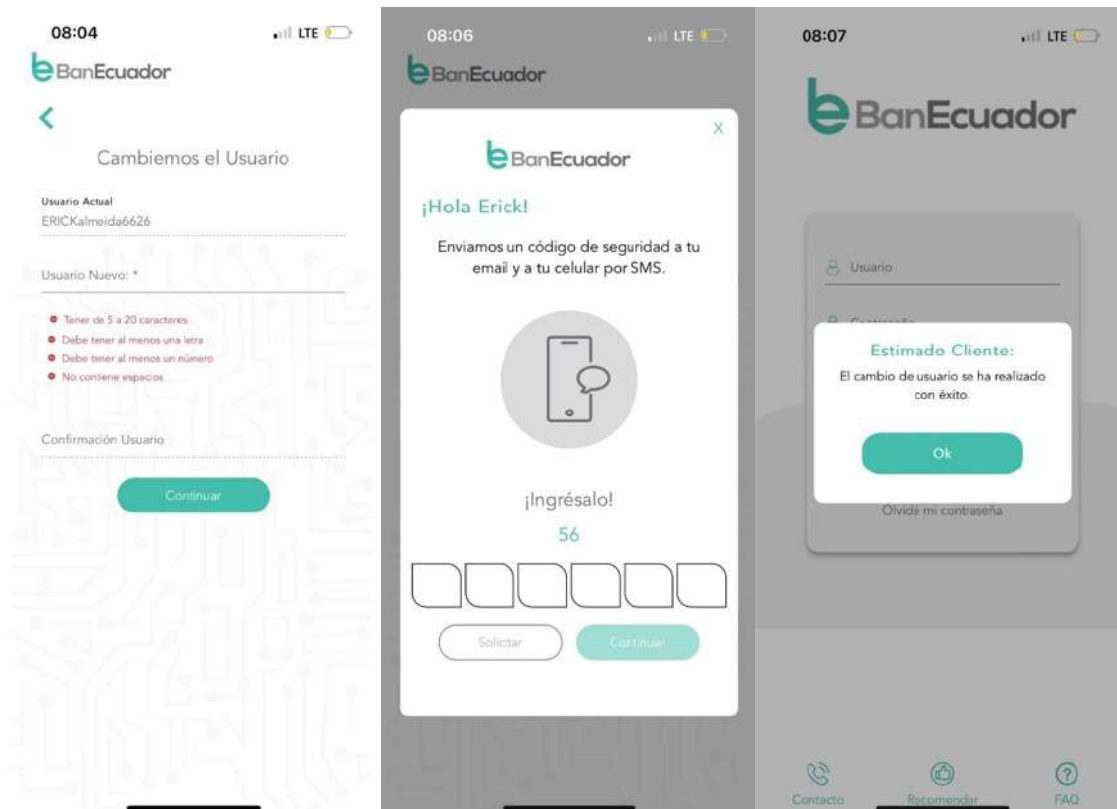 08:04
LTE
BanEcuador
Cambiemos el Usuario
Usuario Actual
ERICKalmeida6626
Usuario Nuevo: *
Tener de 5 a 20 caracteres
Debe tener al menos una letra
Debe tener al menos un número
No contiene espacios
Confirmación Usuario
Continuar
08:06
LTE
BanEcuador
X
BanEcuador
¡Hola Erick!
Enviamos un código de seguridad a tu
email y a tu celular por SMS.
¡Ingrésalo!
56
Solicitar
Continuar
08:07
LTE
BanEcuador
Usuario
Contraseña
Estimado Cliente:
El cambio de usuario se ha realizado
con éxito.
Ok
Olvidé mi contraseña
Contacto
Recomendar
FAQ